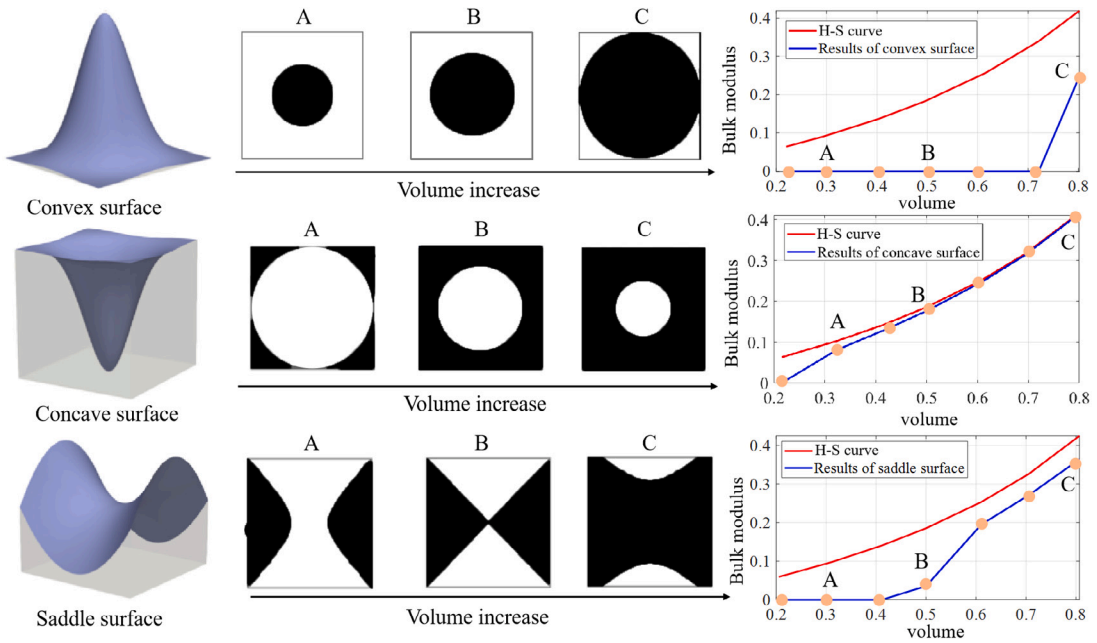 A
B
C
Convex surface
Volume increase
Bulk modulus
0.4
0.3
0.2
0.1
0
H-S curve
Results of convex surface
A
B
C
0.2 0.3 0.4 0.5 0.6 0.7 0.8
volume
A
B
C
Concave surface
Volume increase
Bulk modulus
0.4
0.3
0.2
0.1
0
H-S curve
Results of concave surface
A
B
C
0.2 0.3 0.4 0.5 0.6 0.7 0.8
volume
A
B
C
Saddle surface
Volume increase
Bulk modulus
0.4
0.3
0.2
0.1
0
H-S curve
Results of saddle surface
A
B
C
0.2 0.3 0.4 0.5 0.6 0.7 0.8
volume